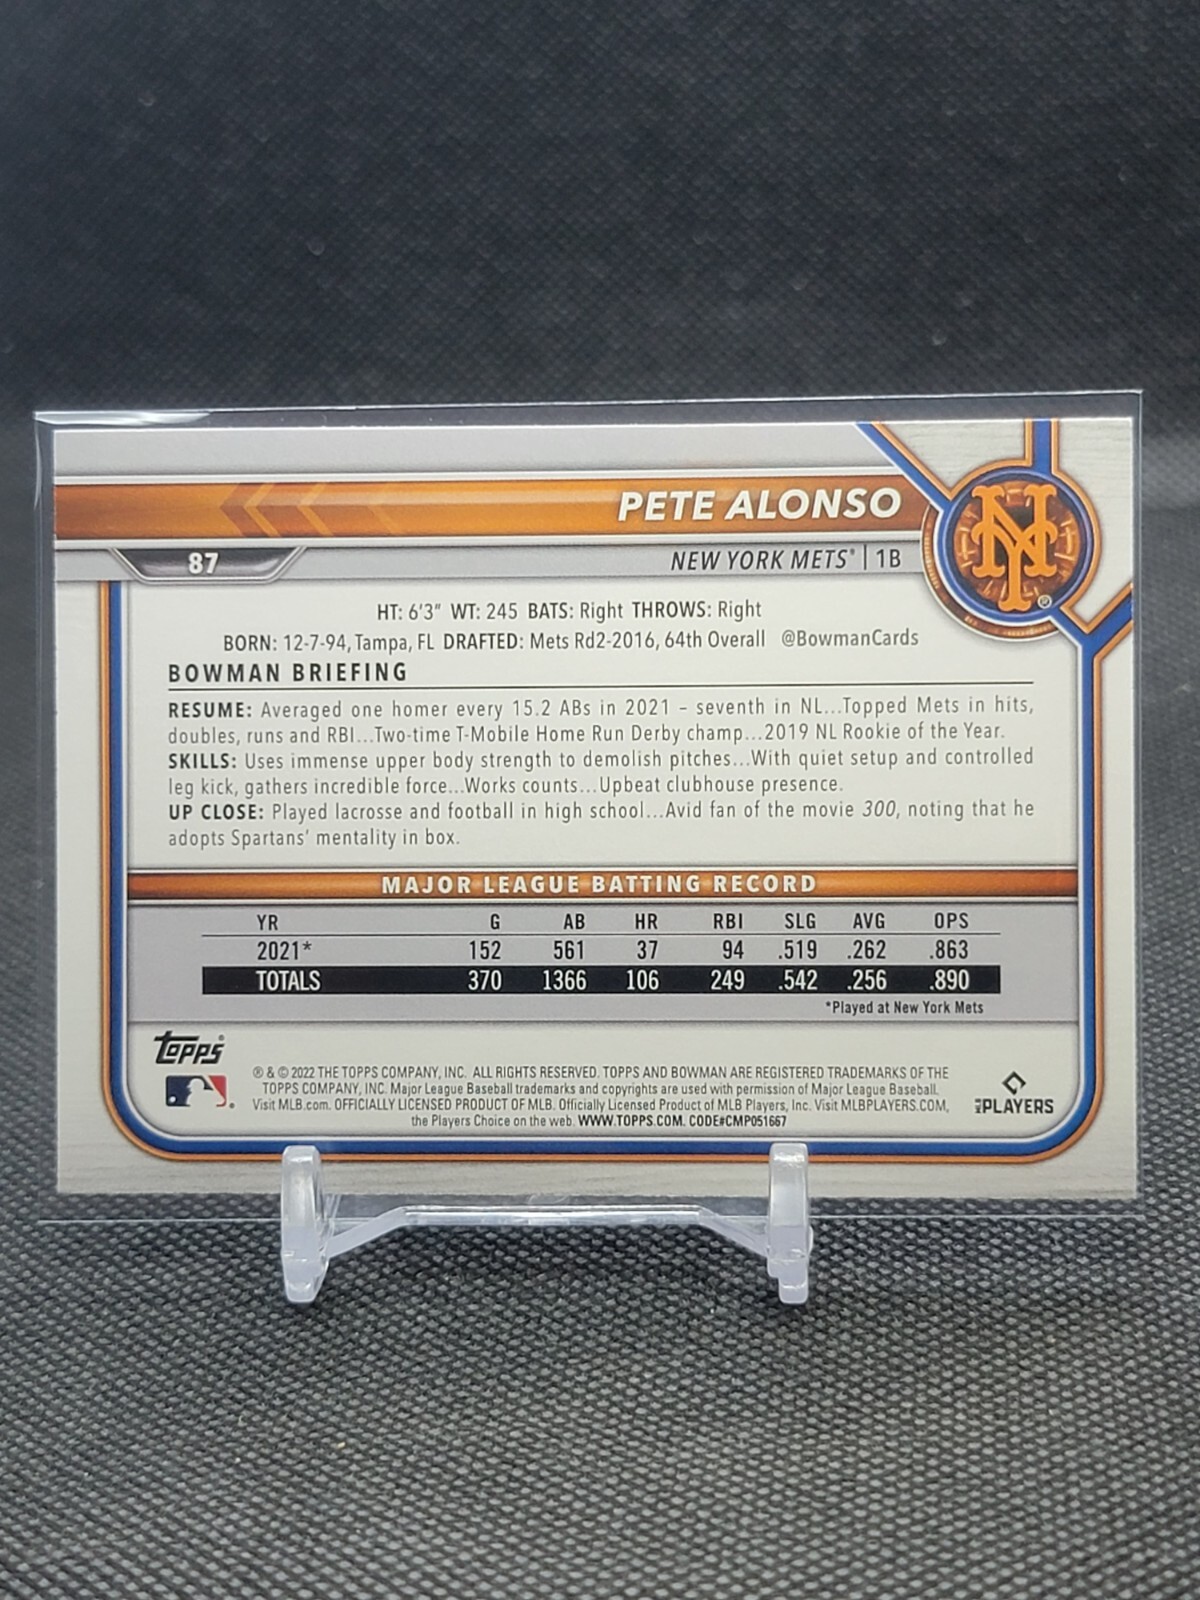 PETE ALONSO
87
NEW YORK METS® | 1B
NY ®
HT: 6'3" WT: 245 BATS: Right THROWS: Right
BORN: 12-7-94, Tampa, FL DRAFTED: Mets Rd2-2016, 64th Overall @BowmanCards
BOWMAN BRIEFING
RESUME: Averaged one homer every 15.2 ABs in 2021 – seventh in NL...Topped Mets in hits,
doubles, runs and RBI...Two-time T-Mobile Home Run Derby champ...2019 NL Rookie of the Year.
SKILLS: Uses immense upper body strength to demolish pitches...With quiet setup and controlled
leg kick, gathers incredible force...Works counts...Upbeat clubhouse presence.
UP CLOSE: Played lacrosse and football in high school...Avid fan of the movie 300, noting that he
adopts Spartans' mentality in box.
MAJOR LEAGUE BATTING RECORD
YR G AB HR RBI SLG AVG OPS
2021* 152 561 37 94 .519 .262 .863
TOTALS 370 1366 106 249 .542 .256 .890
*Played at New York Mets
Topps®
® & © 2022 THE TOPPS COMPANY, INC. ALL RIGHTS RESERVED. TOPPS AND BOWMAN ARE REGISTERED TRADEMARKS OF THE
TOPPS COMPANY, INC. Major League Baseball trademarks and copyrights are used with permission of Major League Baseball.
Visit MLB.com. OFFICIALLY LICENSED PRODUCT OF MLB. Officially Licensed Product of MLB Players, Inc. Visit MLBPLAYERS.COM,
the Players Choice on the web. WWW.TOPPS.COM. CODE#CMP051667
MLB PLAYERS